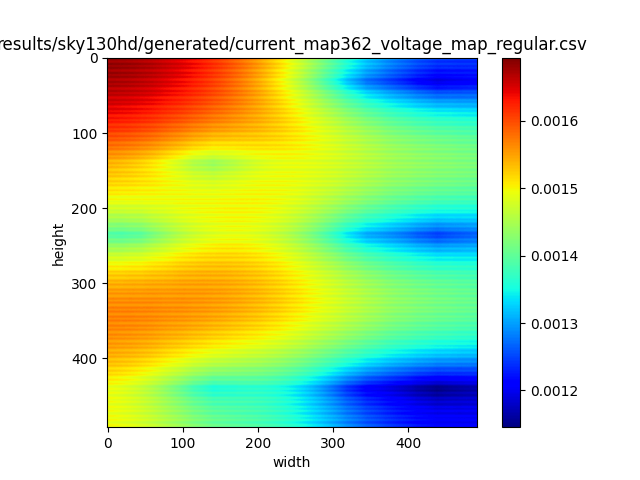 results/sky130hd/generated/current_map362_voltage_map_regular.csv
0
100
200
300
400
height
0 100 200 300 400
width
0.0016
0.0015
0.0014
0.0013
0.0012